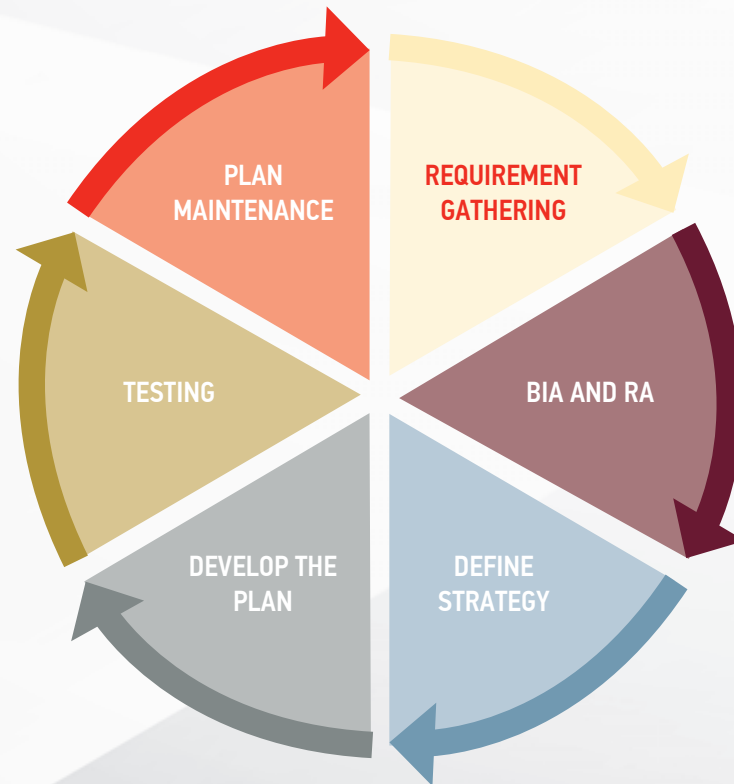 PLAN
MAINTENANCE
REQUIREMENT
GATHERING
TESTING
BIA AND RA
DEVELOP THE
PLAN
DEFINE
STRATEGY